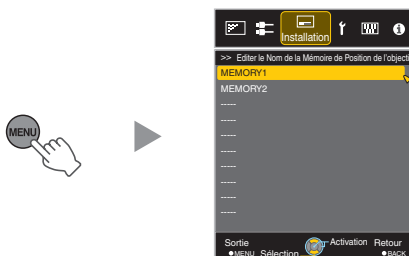 MENU
Installation
>> Editer le Nom de la Mémoire de Position de l'objecti
MEMORY1
MEMORY2
-----
-----
-----
-----
-----
-----
-----
-----
Sortie
Activation
Retour
●MENU
Sélection
●BACK